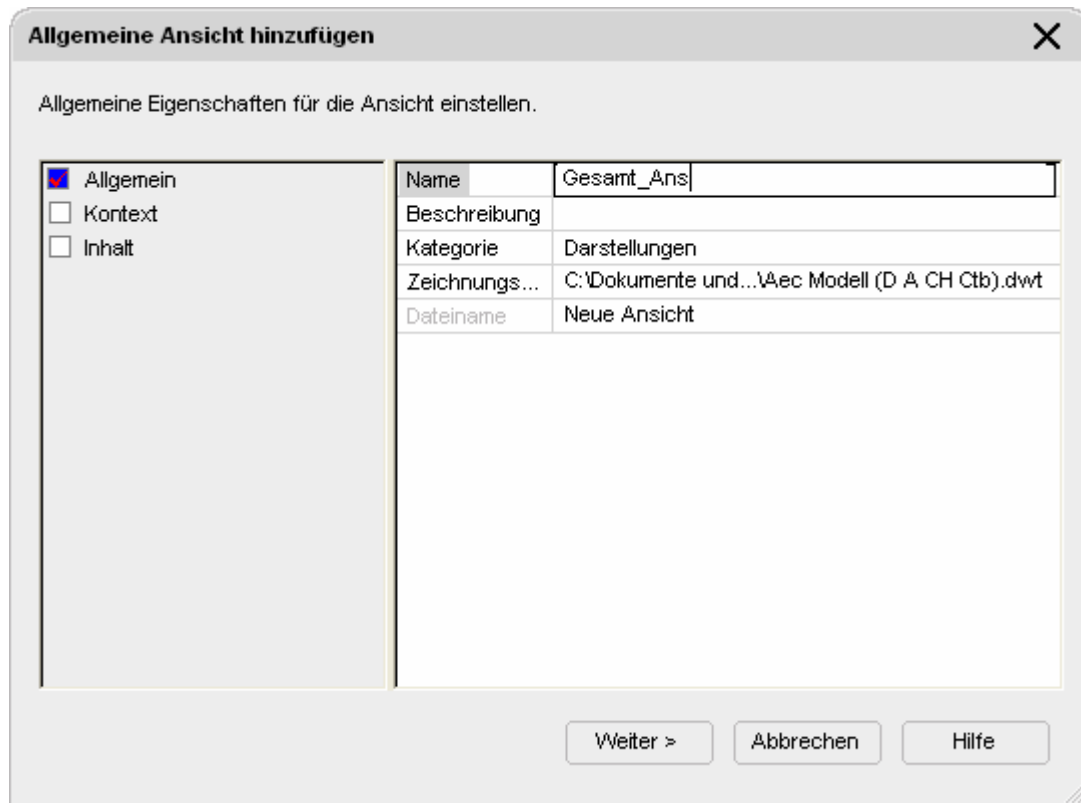 Allgemeine Ansicht hinzufügen
Allgemeine Eigenschaften für die Ansicht einstellen.
Allgemein
Kontext
Inhalt
Name Gesamt_Ans
Beschreibung
Kategorie Darstellungen
Zeichnungs... C:\Dokumente und...\Aec Modell (D A CH Ctb).dwt
Dateiname Neue Ansicht
Weiter > Abbrechen Hilfe